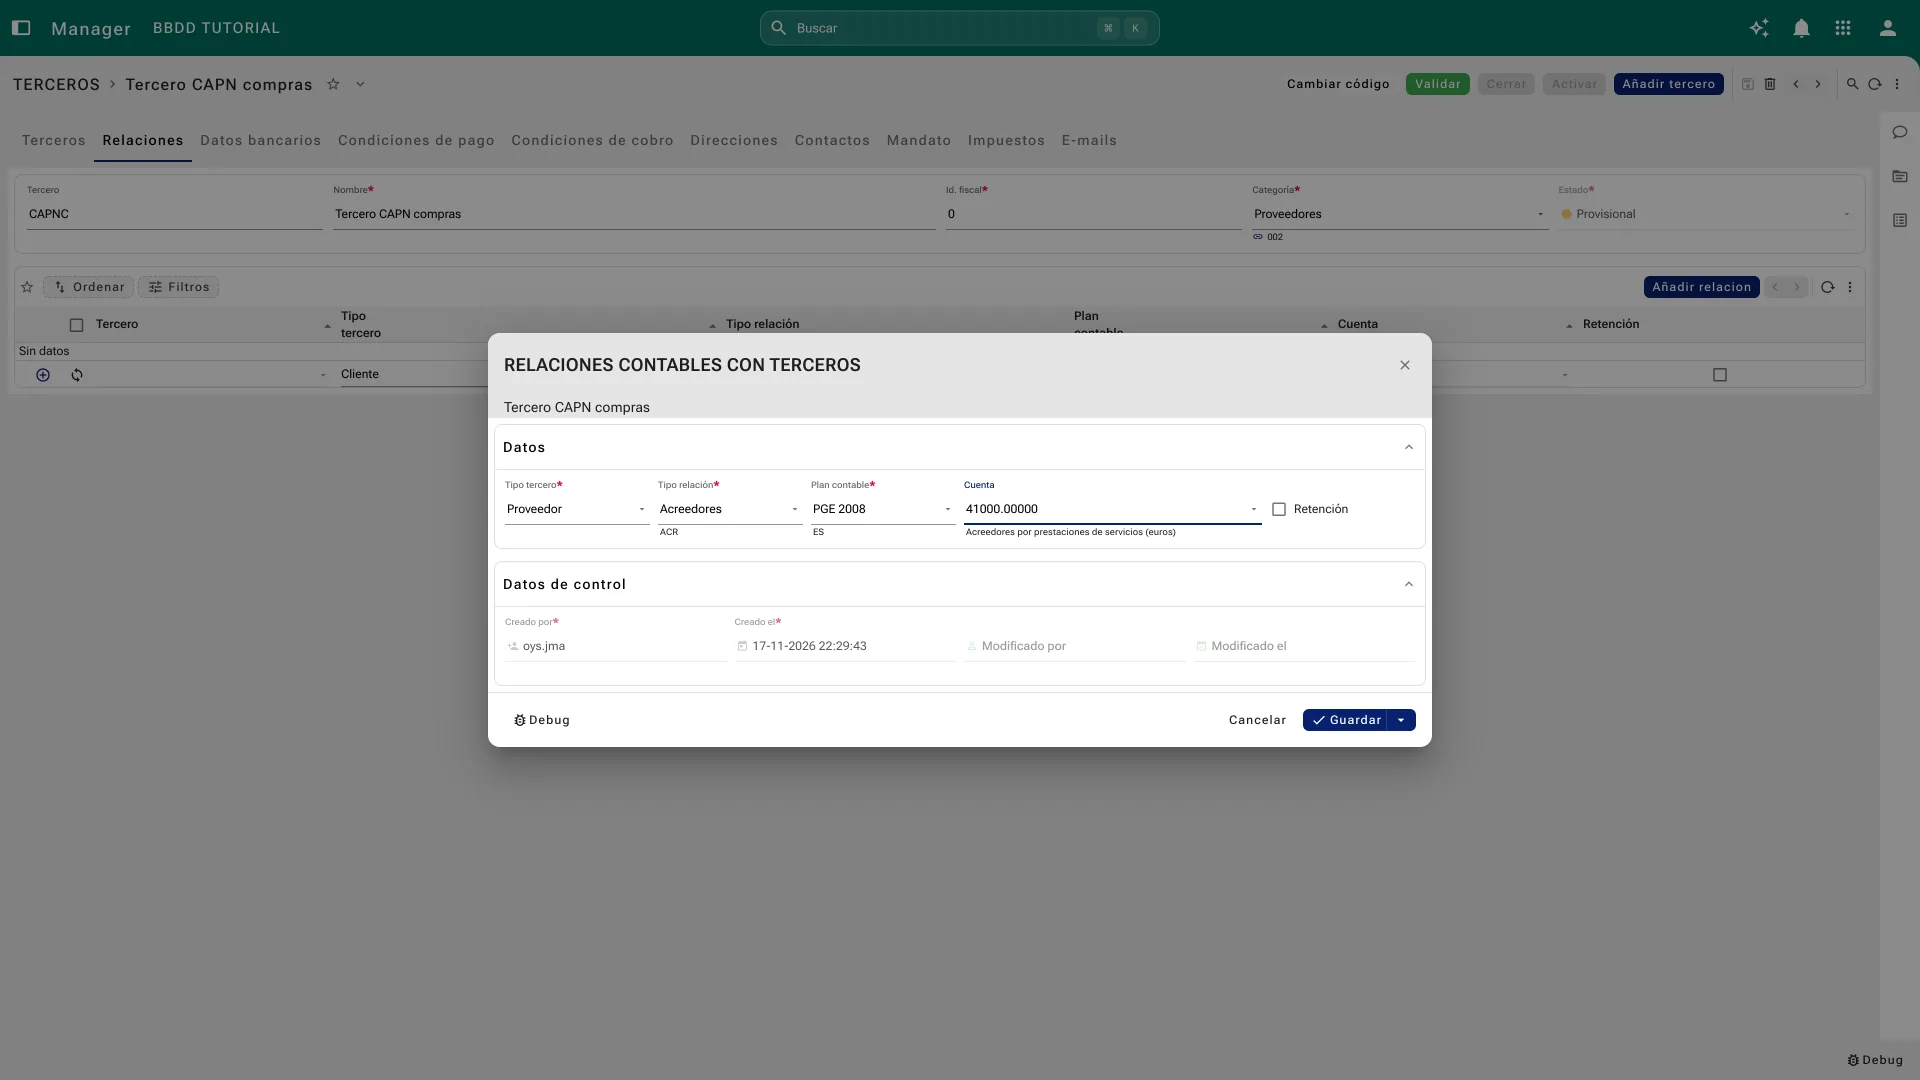 Manager BBDD TUTORIAL Buscar ⌘ K
TERCEROS > Tercero CAPN compras Cambiar código Validar Cerrar Activar Añadir tercero
Terceros Relaciones Datos bancarios Condiciones de pago Condiciones de cobro Direcciones Contactos Mandato Impuestos E-mails
Tercero Nombre* Id. fiscal* Categoría* Estado*
CAPNC Tercero CAPN compras 0 Proveedores Provisional
002
Ordenar Filtros Añadir relacion
Tercero Tipo tercero Tipo relación Plan contable Cuenta Retención
Sin datos
Cliente
RELACIONES CONTABLES CON TERCEROS
Tercero CAPN compras
Datos
Tipo tercero* Tipo relación* Plan contable* Cuenta
Proveedor Acreedores PGE 2008 41000.00000 Retención
ACR ES Acreedores por prestaciones de servicios (euros)
Datos de control
Creado por* Creado el*
oys.jma 17-11-2026 22:29:43 Modificado por Modificado el
Debug Cancelar Guardar
Debug